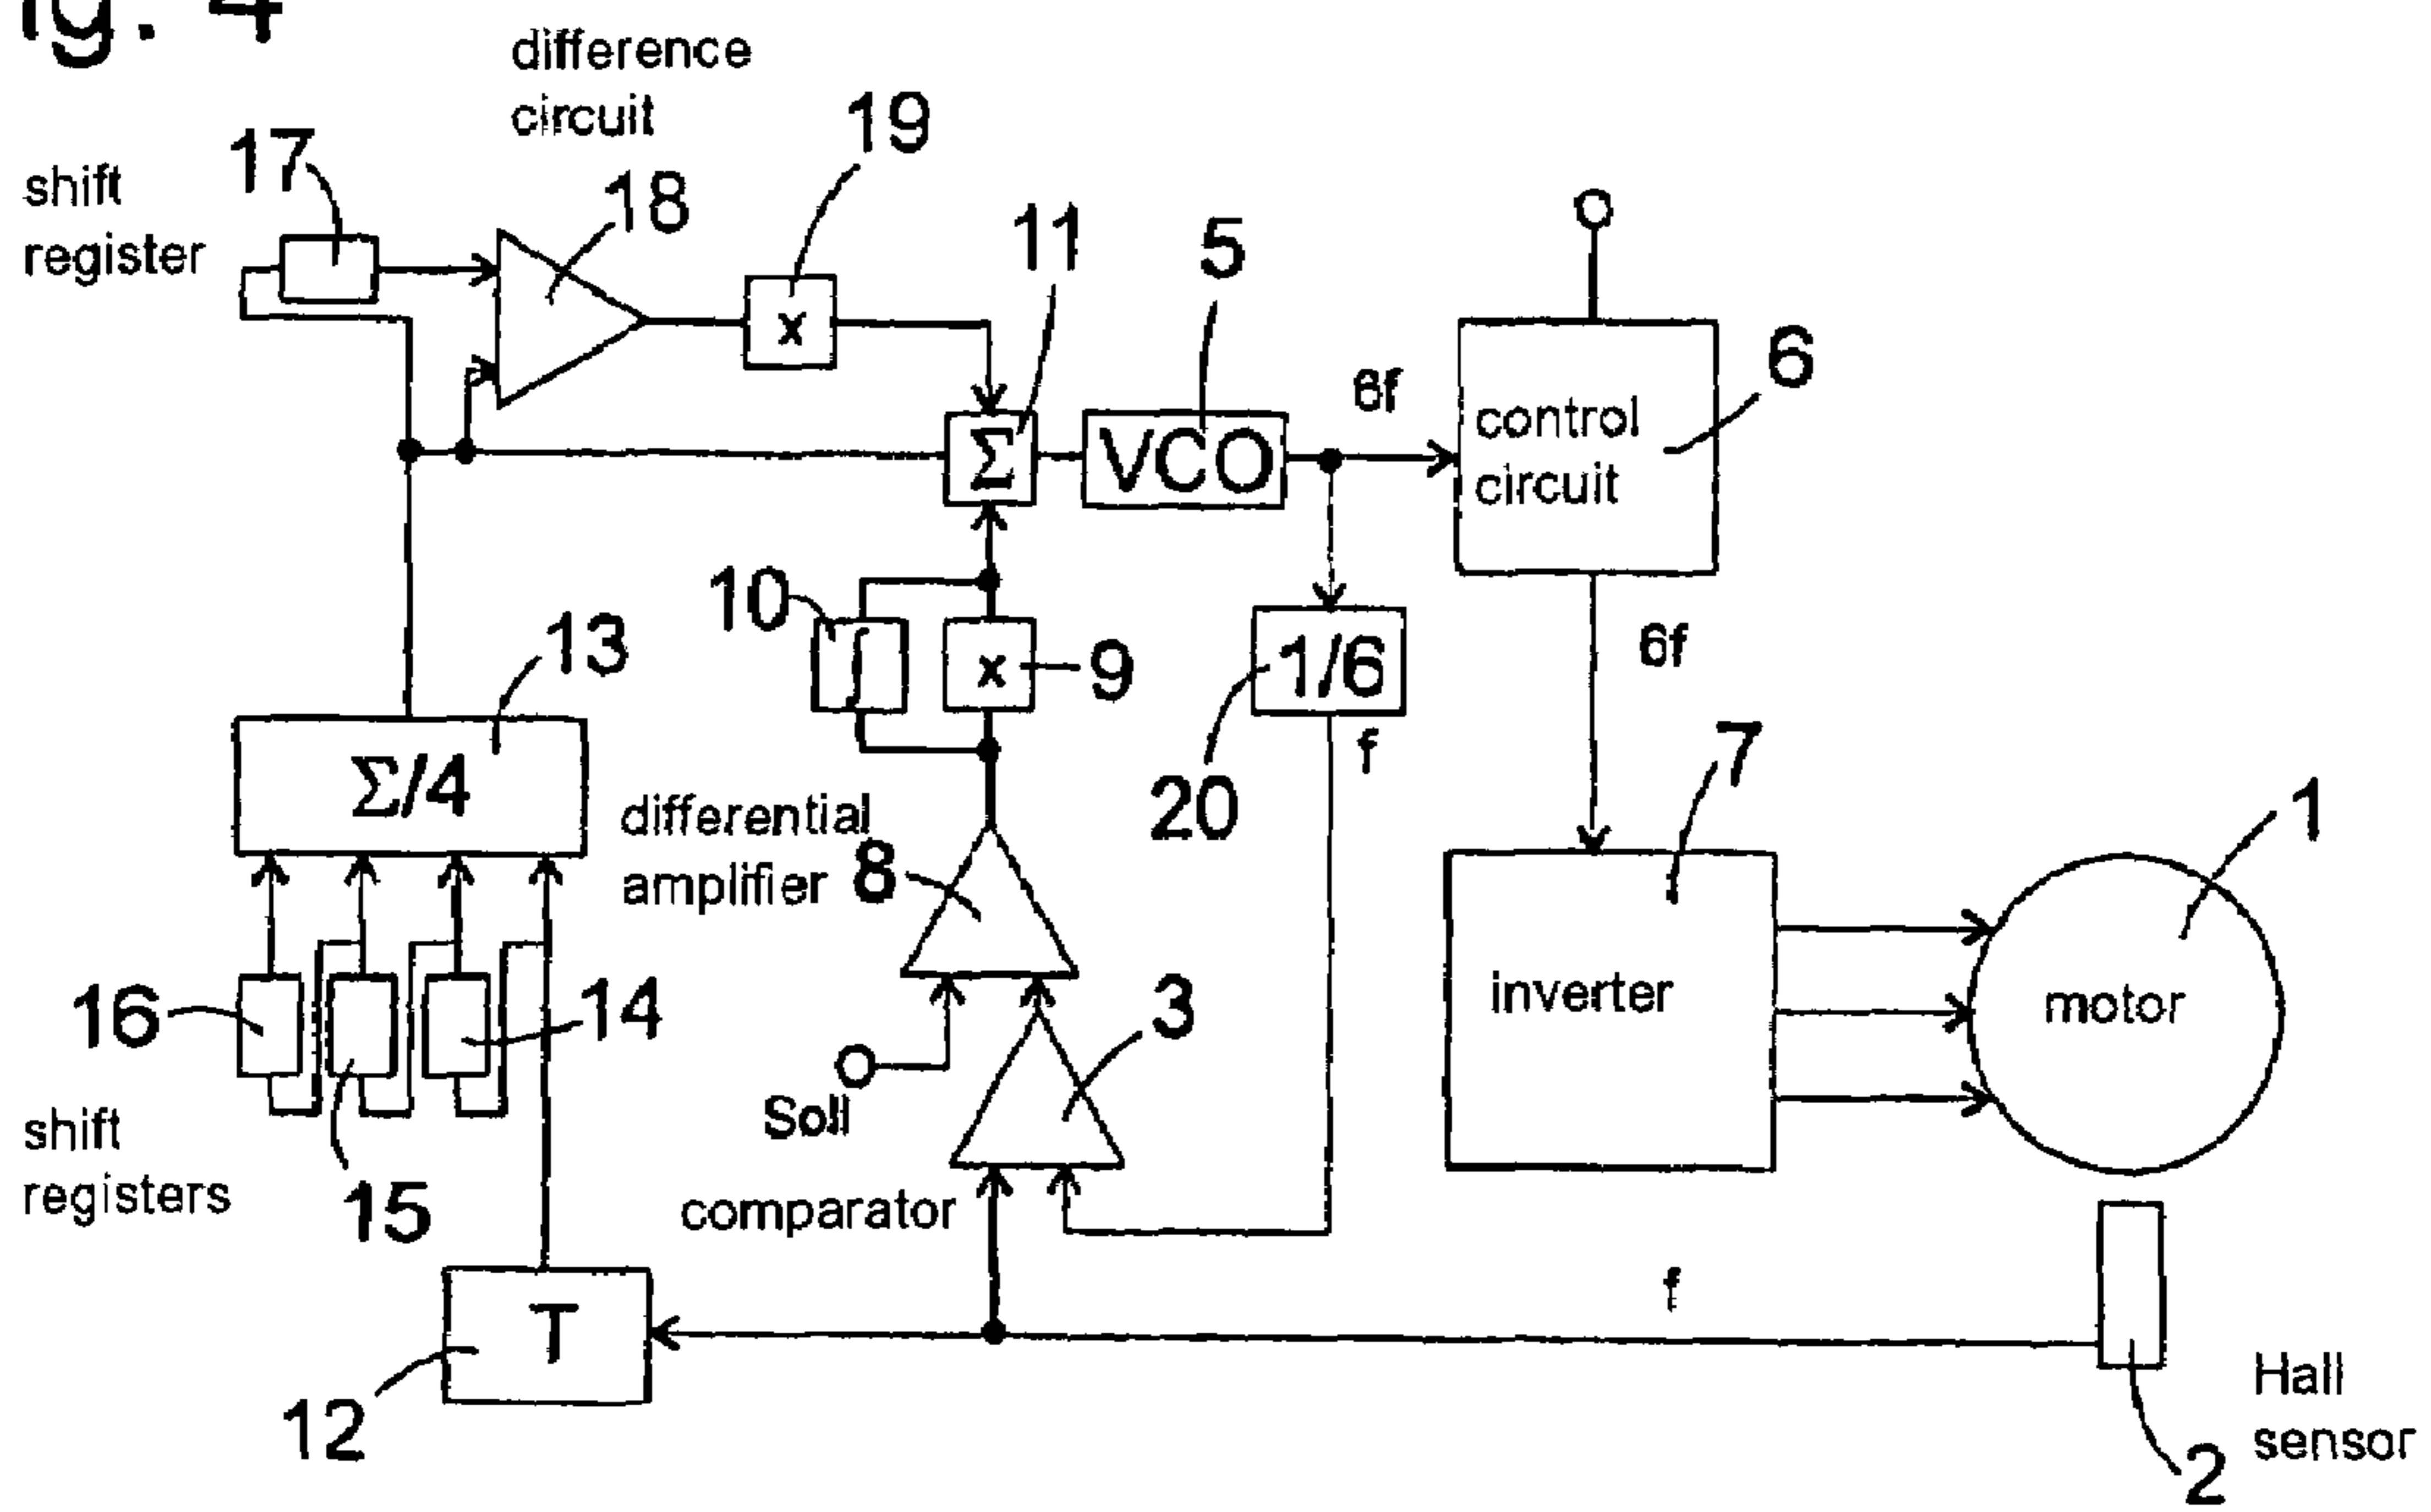 ig. 4
difference
circuit
19
17
shift
register
18
11
5
6
x
6f
control
circuit
Σ
VCO
10
13
x
9
1/6
6f
f
20
7
1
Σ/4
differential
amplifier
8
16
14
3
inverter
motor
Soll
shift
registers
15
comparator
f
T
12
Hall
sensor
2